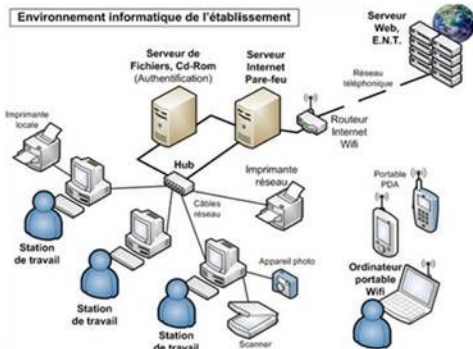 Environnement informatique de l'établissement
Serveur
Web,
E.N.T.
Serveur de
Fichiers, Cd-Rom
(Authentification)
Serveur
Internet
Pare-feu
Réseau
téléphonique
Routeur
Internet
Wifi
Imprimante
locale
Hub
Imprimante
réseau
Câbles
réseau
Portable
PDA
Station
de travail
Appareil photo
Ordinateur
portable
Wifi
Station
de travail
Station
de travail
Scanner